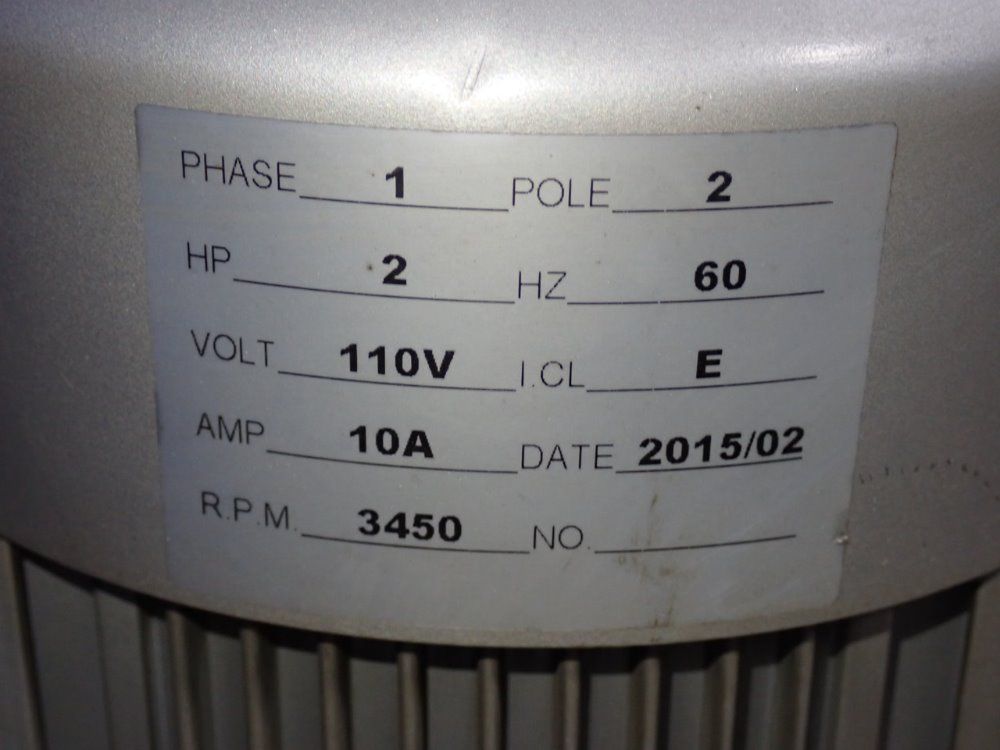 PHASE 1 POLE 2
HP 2 HZ 60
VOLT 110V I.CL E
AMP 10A DATE 2015/02
R.P.M. 3450 NO.